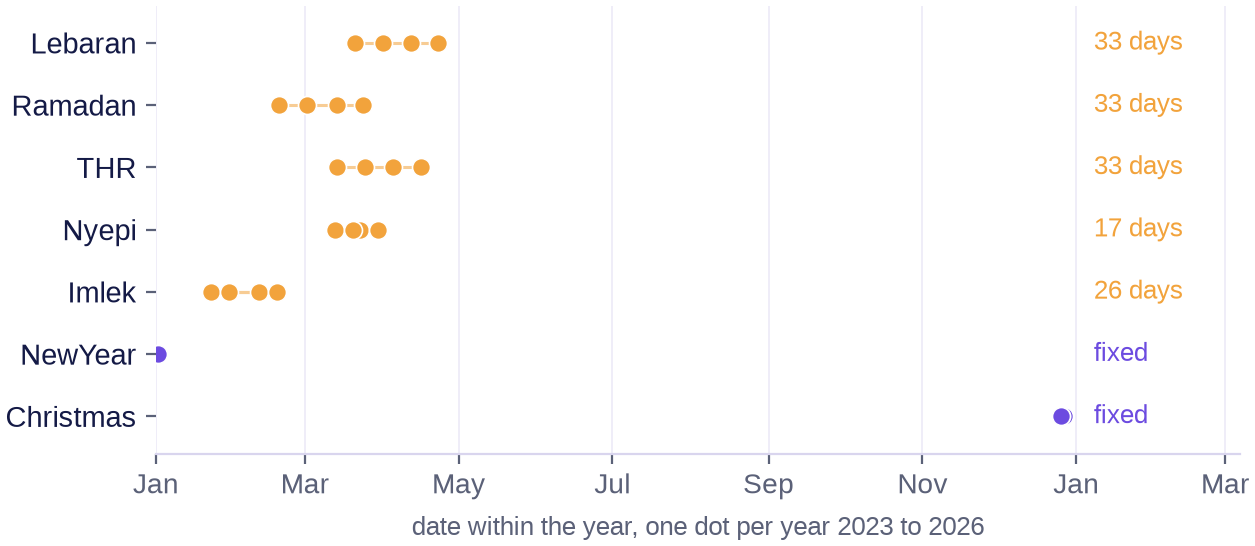 Lebaran 33 days
Ramadan 33 days
THR 33 days
Nyepi 17 days
Imlek 26 days
NewYear fixed
Christmas fixed
Jan Mar May Jul Sep Nov Jan Mar
date within the year, one dot per year 2023 to 2026